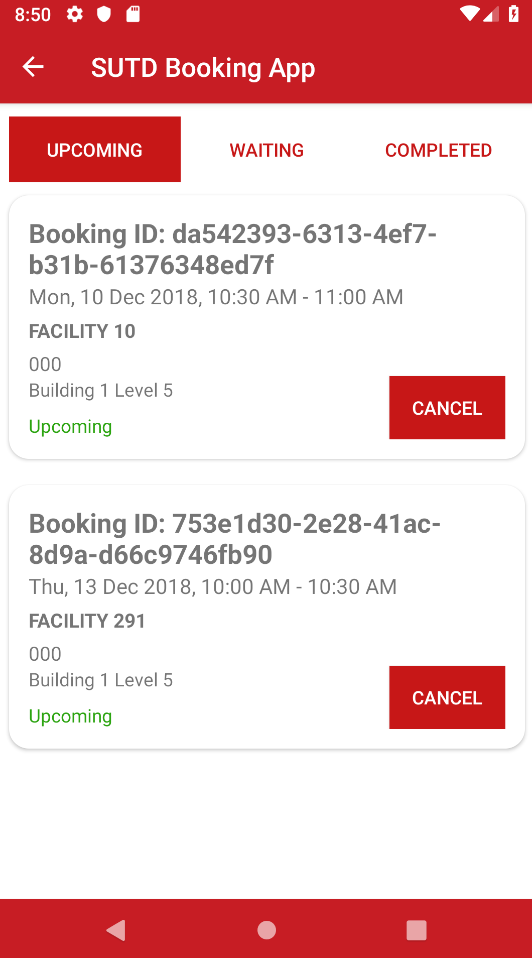 8:50
SUTD Booking App
UPCOMING WAITING COMPLETED
Booking ID: da542393-6313-4ef7-
b31b-61376348ed7f
Mon, 10 Dec 2018, 10:30 AM - 11:00 AM
FACILITY 10
000
Building 1 Level 5
CANCEL
Upcoming
Booking ID: 753e1d30-2e28-41ac-
8d9a-d66c9746fb90
Thu, 13 Dec 2018, 10:00 AM - 10:30 AM
FACILITY 291
000
Building 1 Level 5
CANCEL
Upcoming